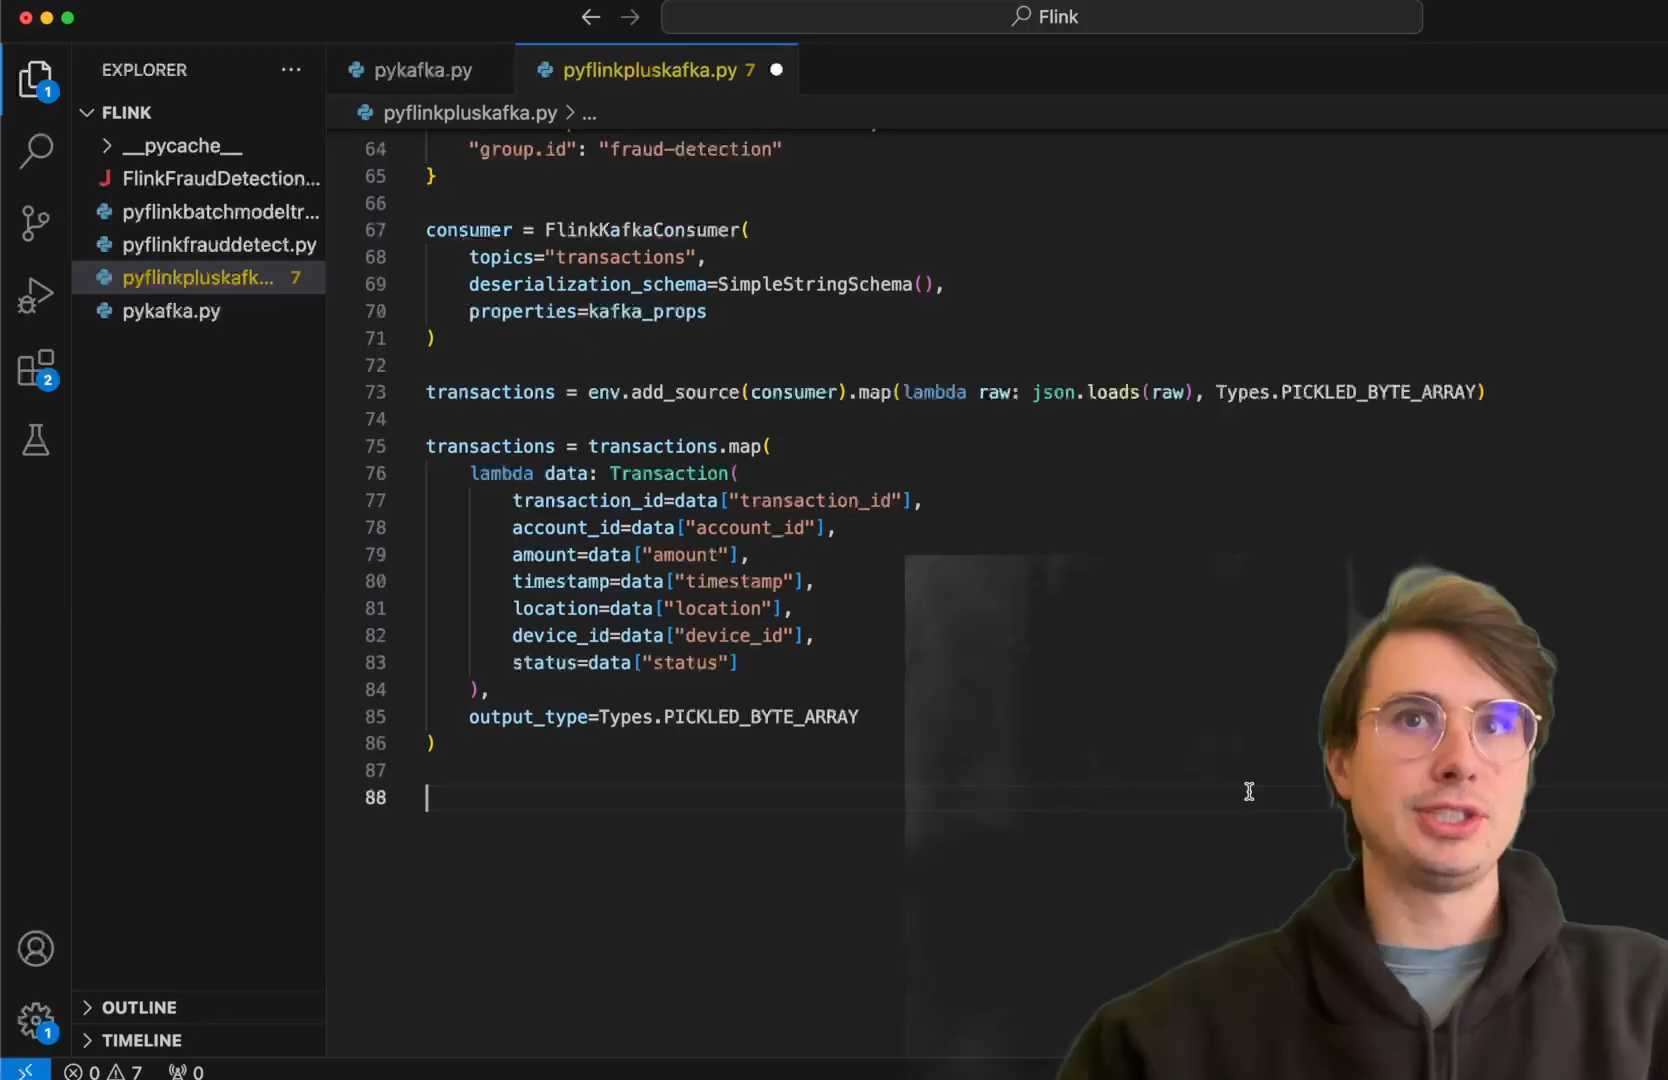 Flink
EXPLORER
FLINK
__pycache__
FlinkFraudDetection...
pyflinkbatchmodeltr...
pyflinkfrauddetect.py
pyflinkpluskafk... 7
pykafka.py
OUTLINE
TIMELINE
1
2
1
0 7 0
pykafka.py
pyflinkpluskafka.py 7
pyflinkpluskafka.py > ...
64 "group.id": "fraud-detection"
65 }
66
67 consumer = FlinkKafkaConsumer(
68 topics="transactions",
69 deserialization_schema=SimpleStringSchema(),
70 properties=kafka_props
71 )
72
73 transactions = env.add_source(consumer).map(lambda raw: json.loads(raw), Types.PICKLED_BYTE_ARRAY)
74
75 transactions = transactions.map(
76 lambda data: Transaction(
77 transaction_id=data["transaction_id"],
78 account_id=data["account_id"],
79 amount=data["amount"],
80 timestamp=data["timestamp"],
81 location=data["location"],
82 device_id=data["device_id"],
83 status=data["status"]
84 ),
85 output_type=Types.PICKLED_BYTE_ARRAY
86 )
87
88